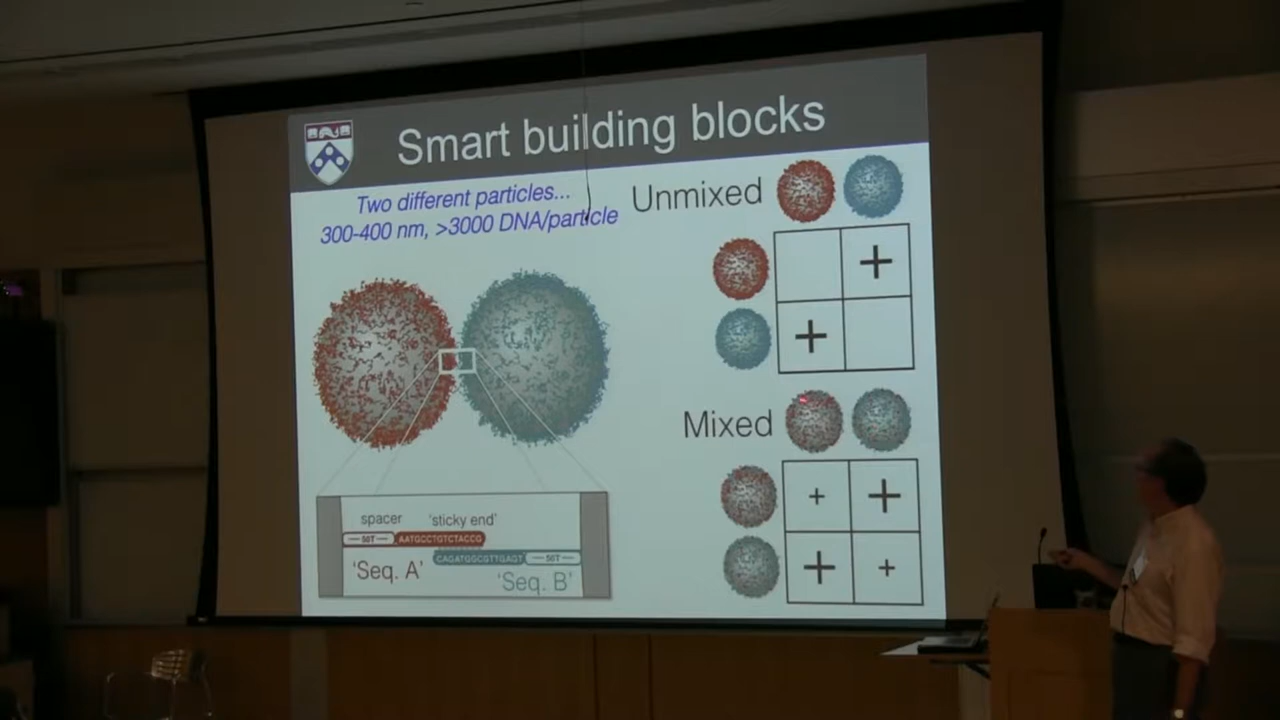 Smart building blocks
Two different particles...
300-400 nm, >3000 DNA/particle
Unmixed
+
+
Mixed
+ +
+ +
spacer 'sticky end'
50T AATGCCTGTCTACCG
CAGATGGCGTTGAGT 50T
'Seq. A' 'Seq. B'